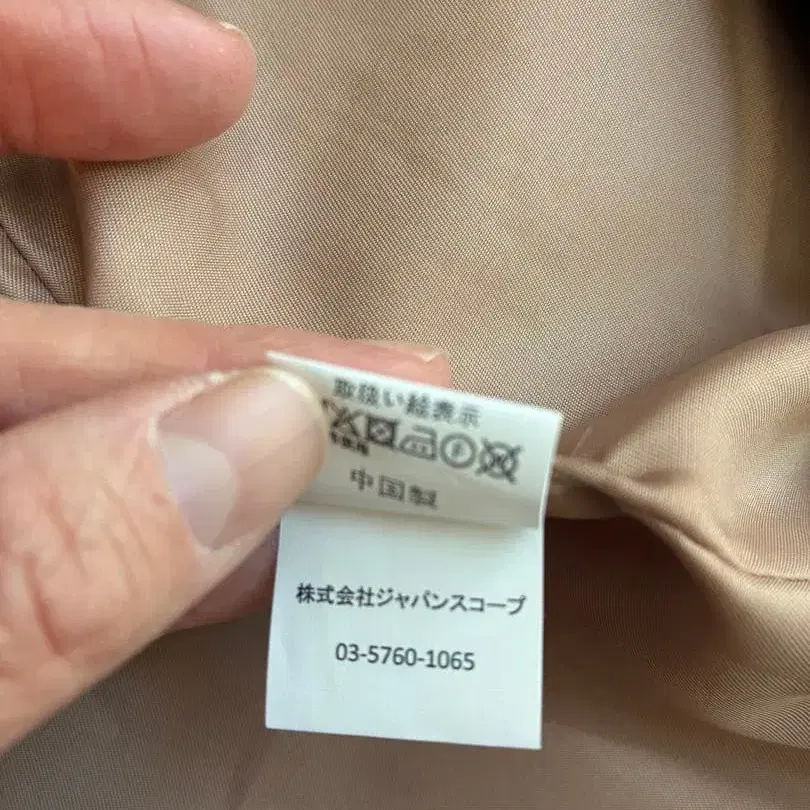 取扱い絵表示
中国製
株式会社ジャパンスコープ
03-5760-1065